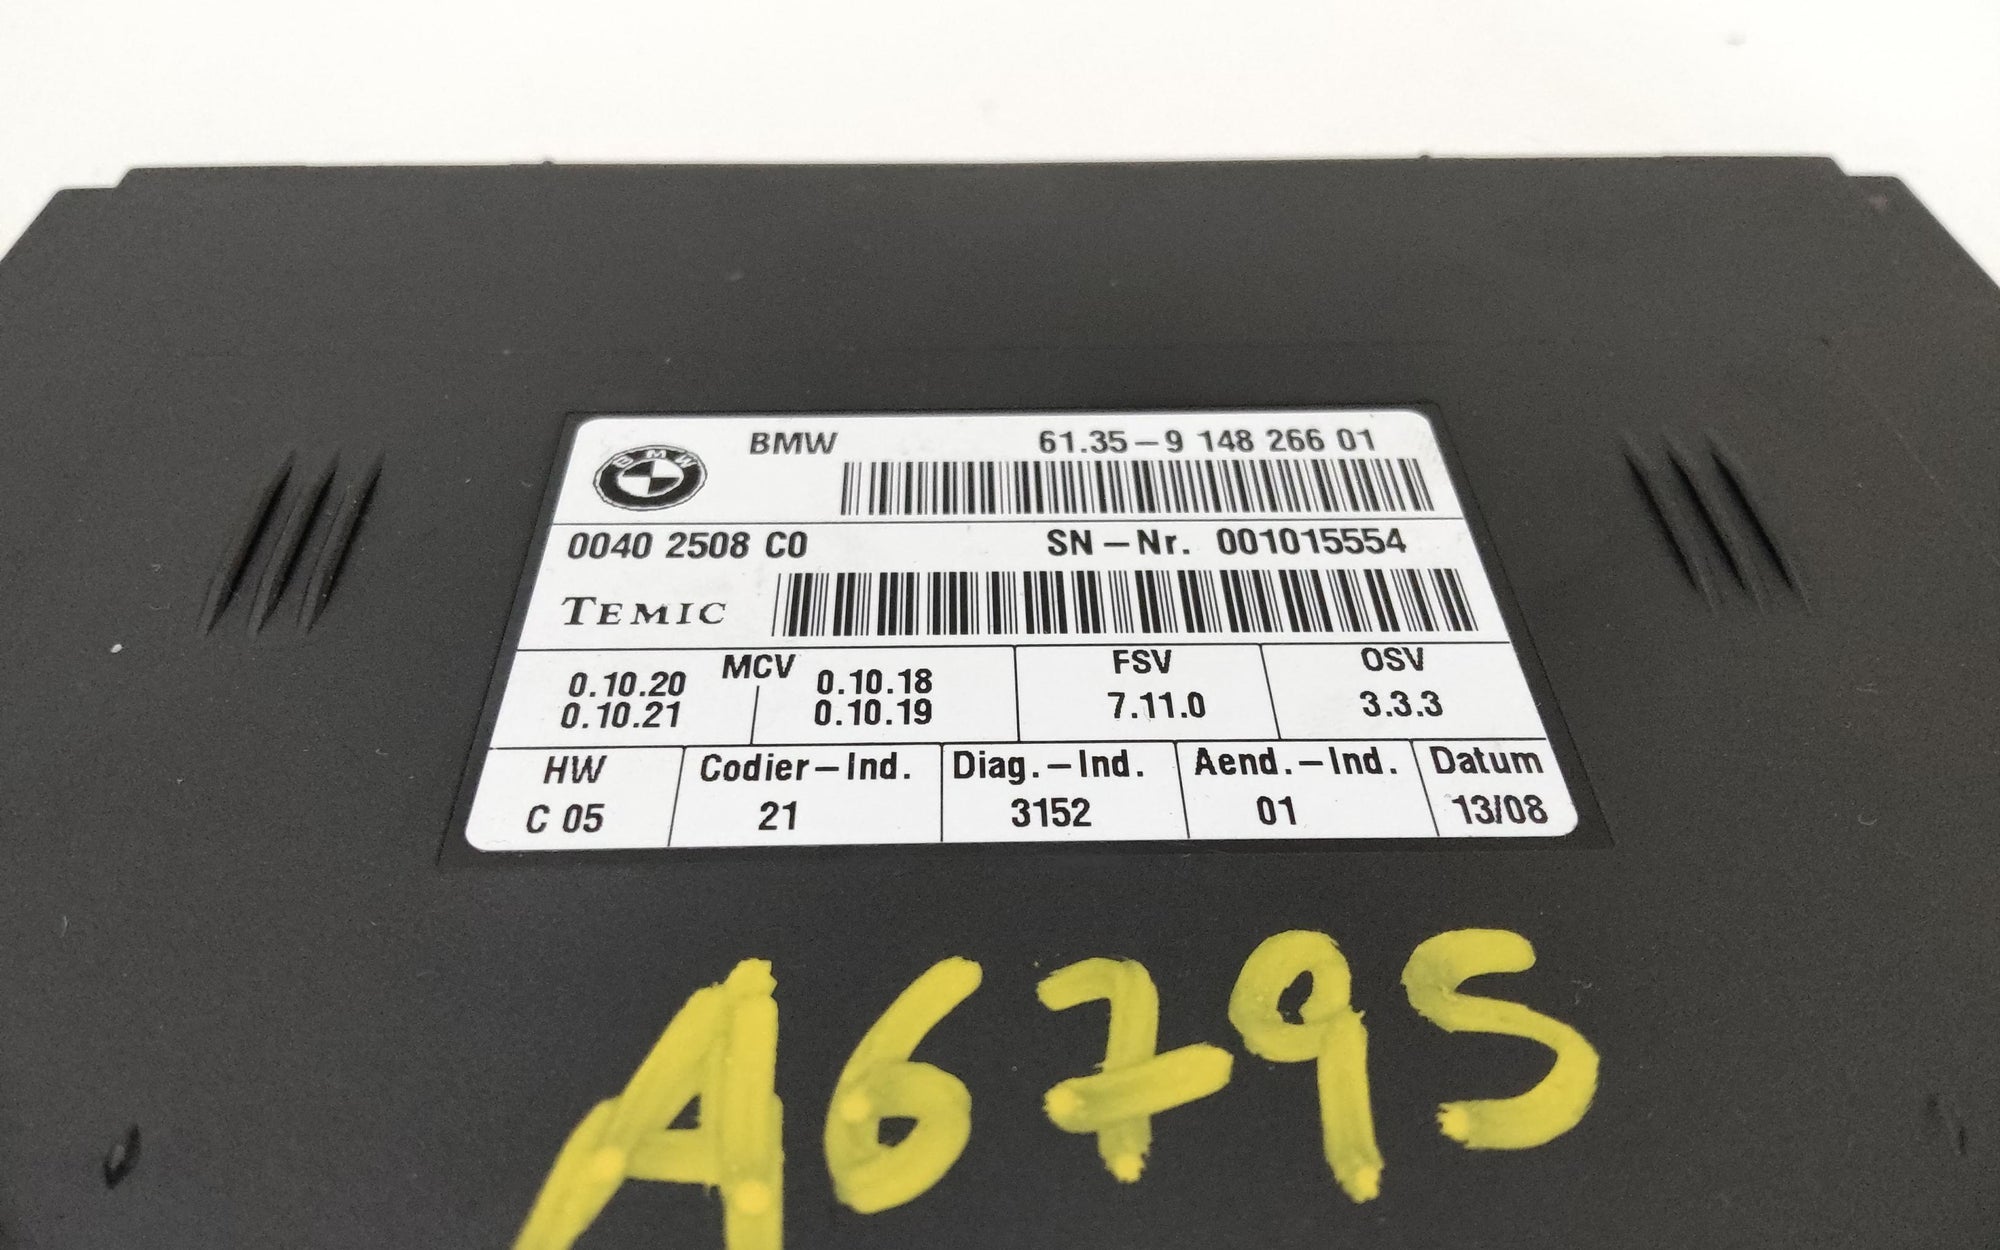 BMW 61.35-9 148 266 01
BMW
0040 2508 C0 SN-Nr. 001015554
TEMIC
MCV FSV OSV
0.10.20 0.10.18 7.11.0 3.3.3
0.10.21 0.10.19
HW Codier-Ind. Diag.-Ind. Aend.-Ind. Datum
C 05 21 3152 01 13/08
A6795